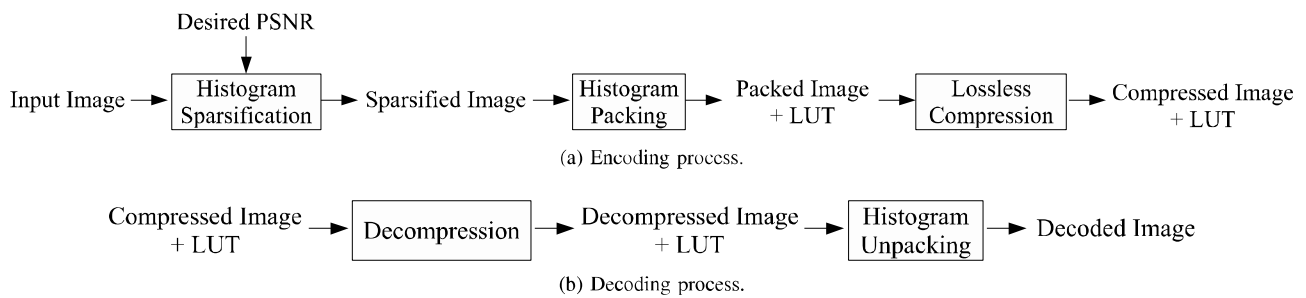 Desired PSNR
Input Image
Histogram
Sparsification
Sparsified Image
Histogram
Packing
Packed Image
+ LUT
Lossless
Compression
Compressed Image
+ LUT
(a) Encoding process.
Compressed Image
+ LUT
Decompression
Decompressed Image
+ LUT
Histogram
Unpacking
Decoded Image
(b) Decoding process.